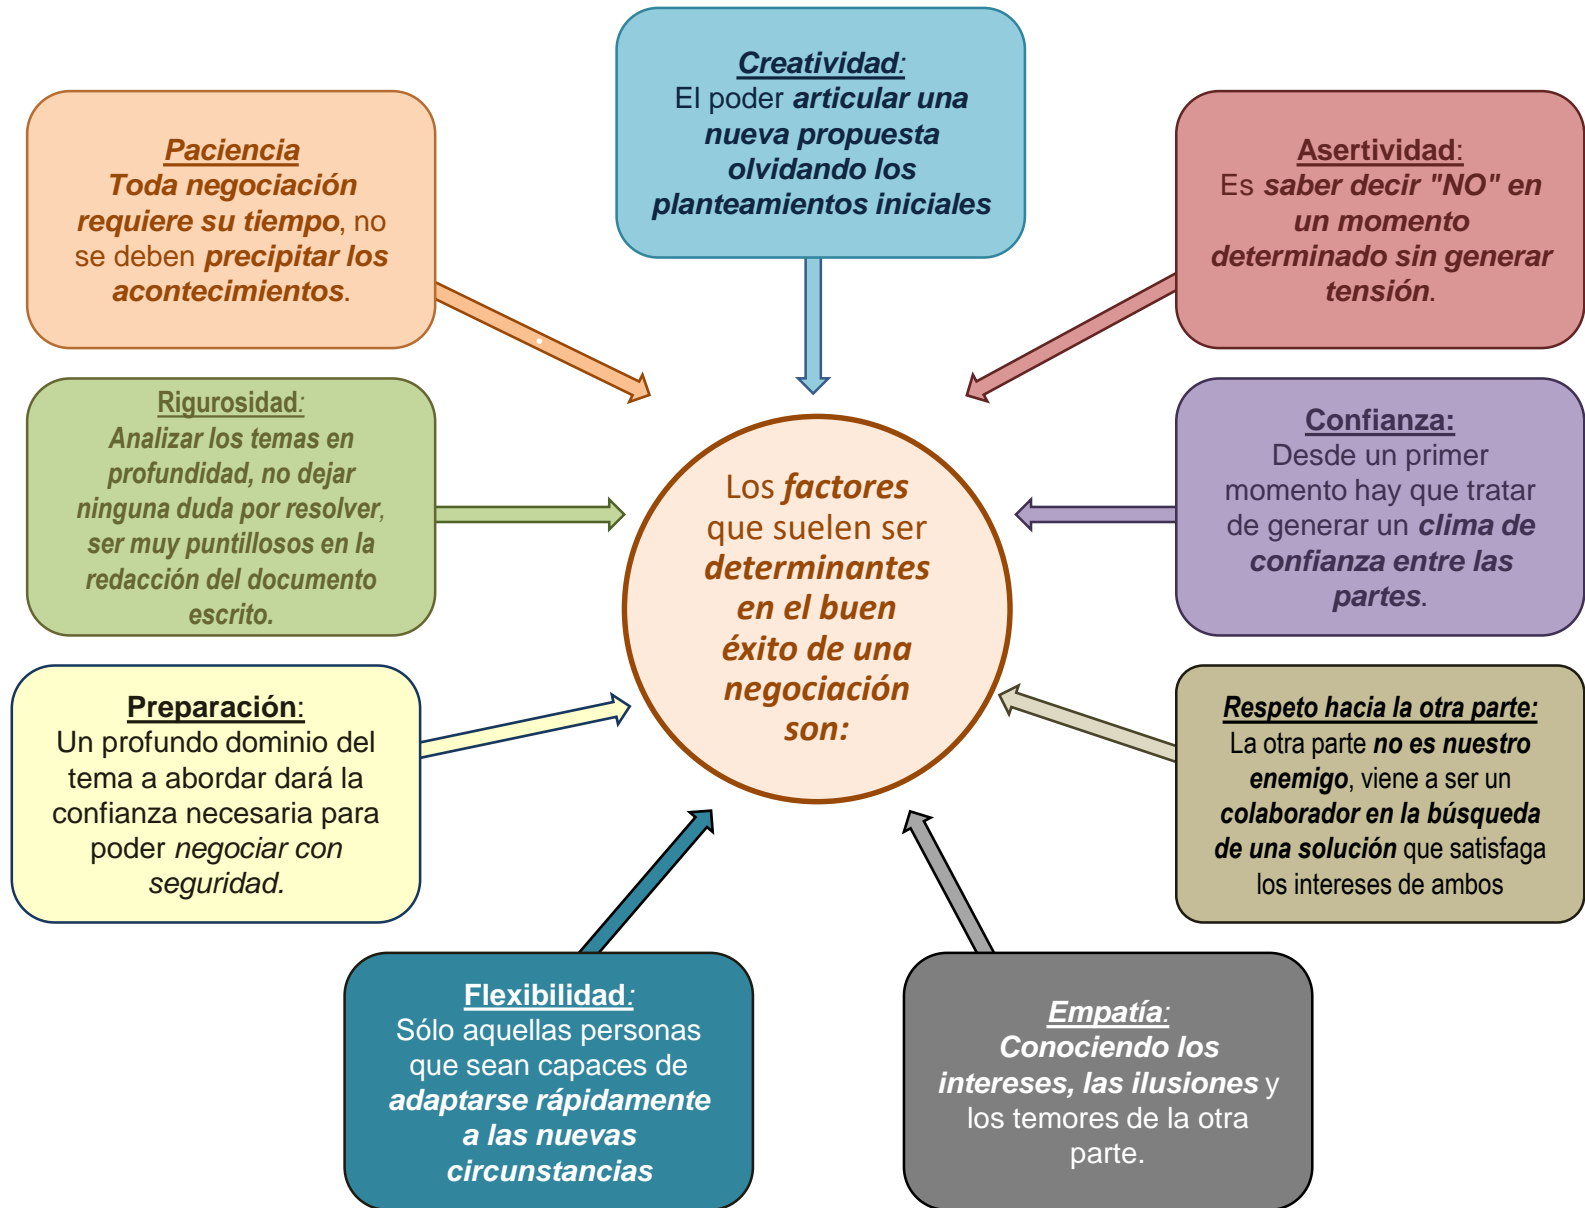 Creatividad:
El poder articular una
nueva propuesta
olvidando los
planteamientos iniciales
Paciencia
Toda negociación
requiere su tiempo, no
se deben precipitar los
acontecimientos.
Asertividad:
Es saber decir "NO" en
un momento
determinado sin generar
tensión.
Rigurosidad:
Analizar los temas en
profundidad, no dejar
ninguna duda por resolver,
ser muy puntillosos en la
redacción del documento
escrito.
Confianza:
Desde un primer
momento hay que tratar
de generar un clima de
confianza entre las
partes.
Los factores
que suelen ser
determinantes
en el buen
éxito de una
negociación
son:
Preparación:
Un profundo dominio del
tema a abordar dará la
confianza necesaria para
poder negociar con
seguridad.
Respeto hacia la otra parte:
La otra parte no es nuestro
enemigo, viene a ser un
colaborador en la búsqueda
de una solución que satisfaga
los intereses de ambos
Flexibilidad:
Sólo aquellas personas
que sean capaces de
adaptarse rápidamente
a las nuevas
circunstancias
Empatía:
Conociendo los
intereses, las ilusiones y
los temores de la otra
parte.